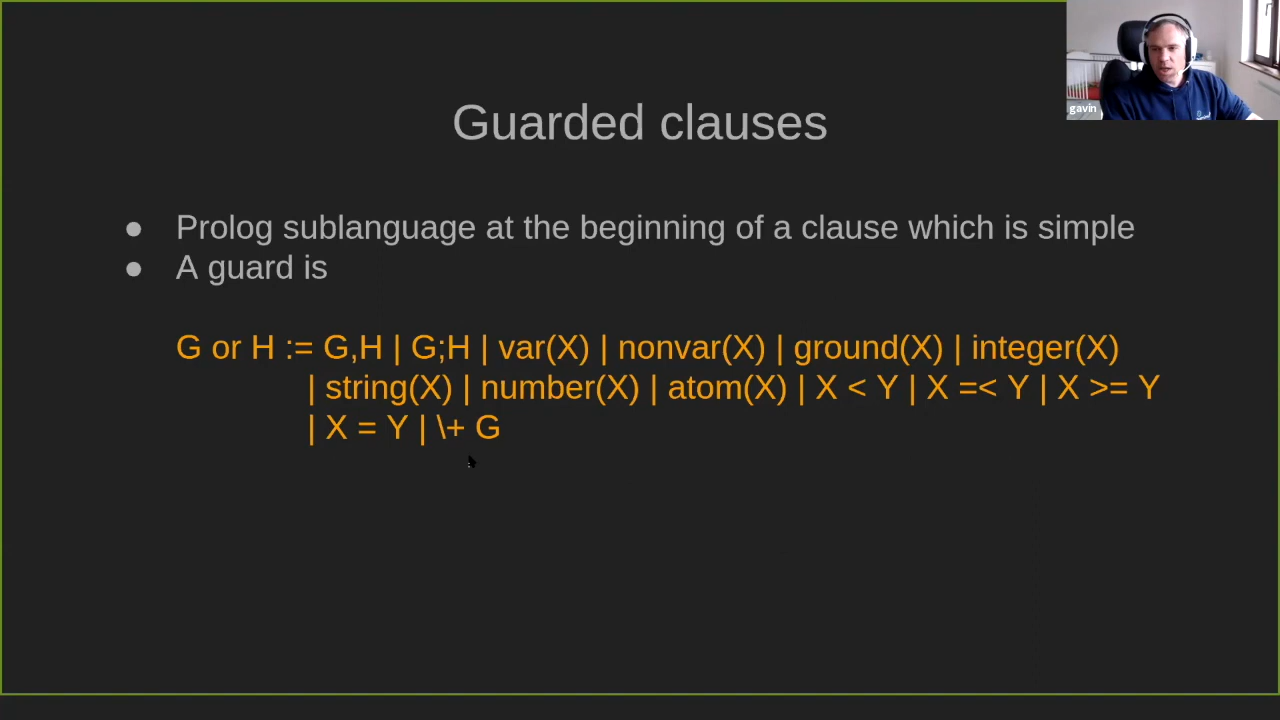 gavin
Guarded clauses
● Prolog sublanguage at the beginning of a clause which is simple
● A guard is
G or H := G,H | G;H | var(X) | nonvar(X) | ground(X) | integer(X)
| string(X) | number(X) | atom(X) | X < Y | X =< Y | X >= Y
| X = Y | \+ G